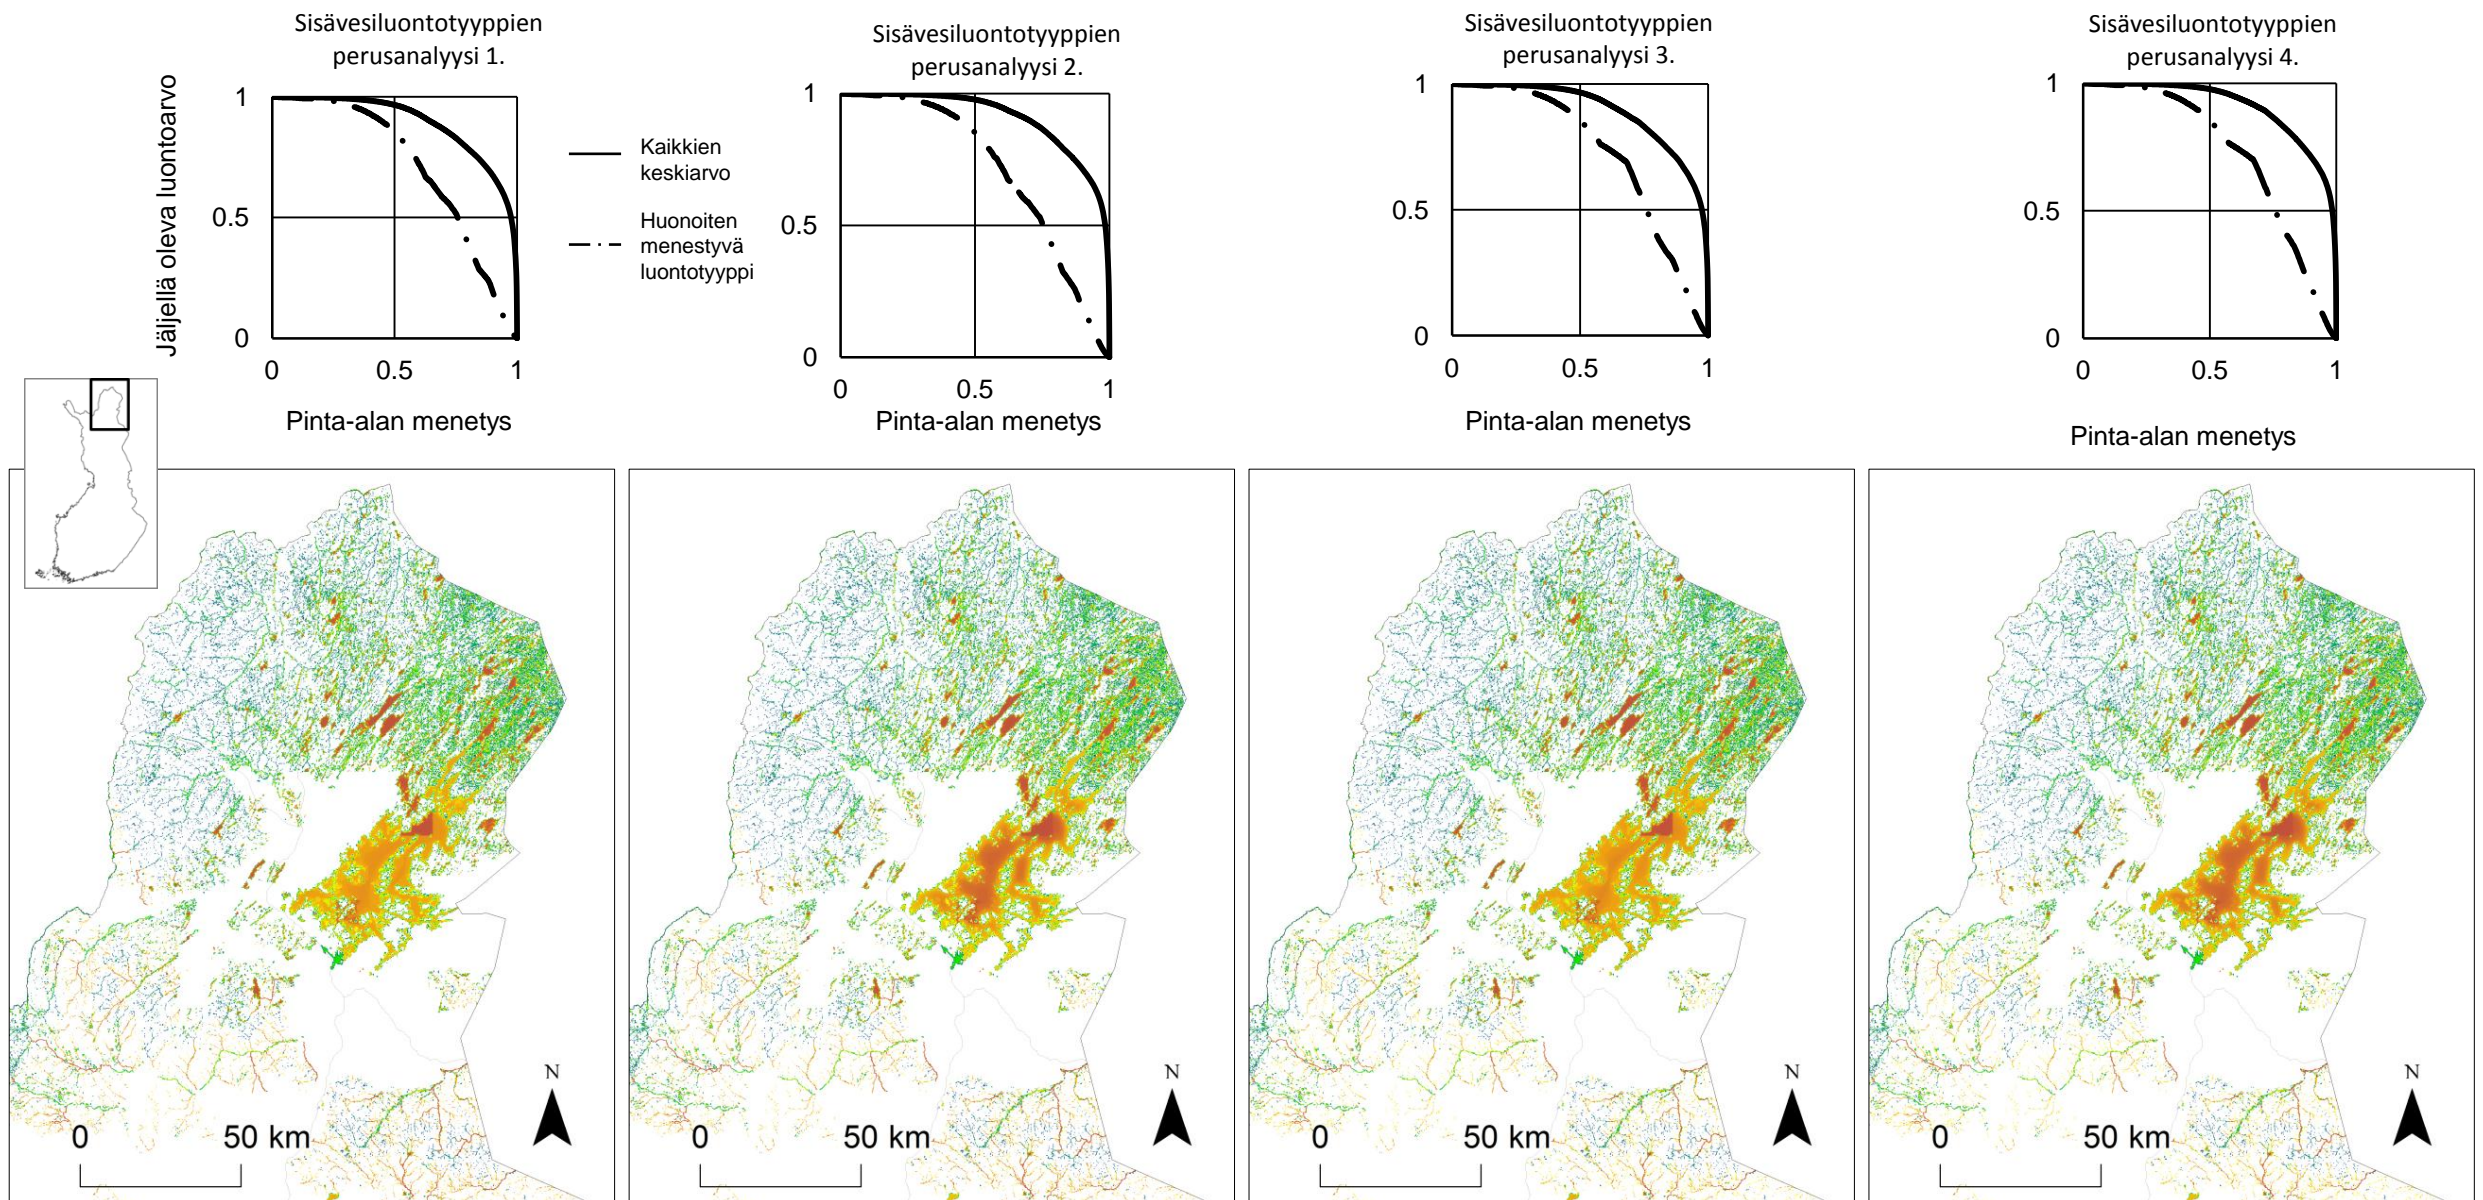 Sisävesiluontotyyppien
perusanalyysi 1.
Sisävesiluontotyyppien
perusanalyysi 2.
Sisävesiluontotyyppien
perusanalyysi 3.
Sisävesiluontotyyppien
perusanalyysi 4.
Jäljellä oleva luontoarvo
1
0.5
0
0
0.5
1
Pinta-alan menetys
Kaikkien
keskiarvo
Huonoiten
menestyvä
luontotyyppi
1
0.5
0
0
0.5
1
Pinta-alan menetys
1
0.5
0
0
0.5
1
Pinta-alan menetys
1
0.5
0
0
0.5
1
Pinta-alan menetys
N
0
50 km
N
0
50 km
N
0
50 km
N
0
50 km